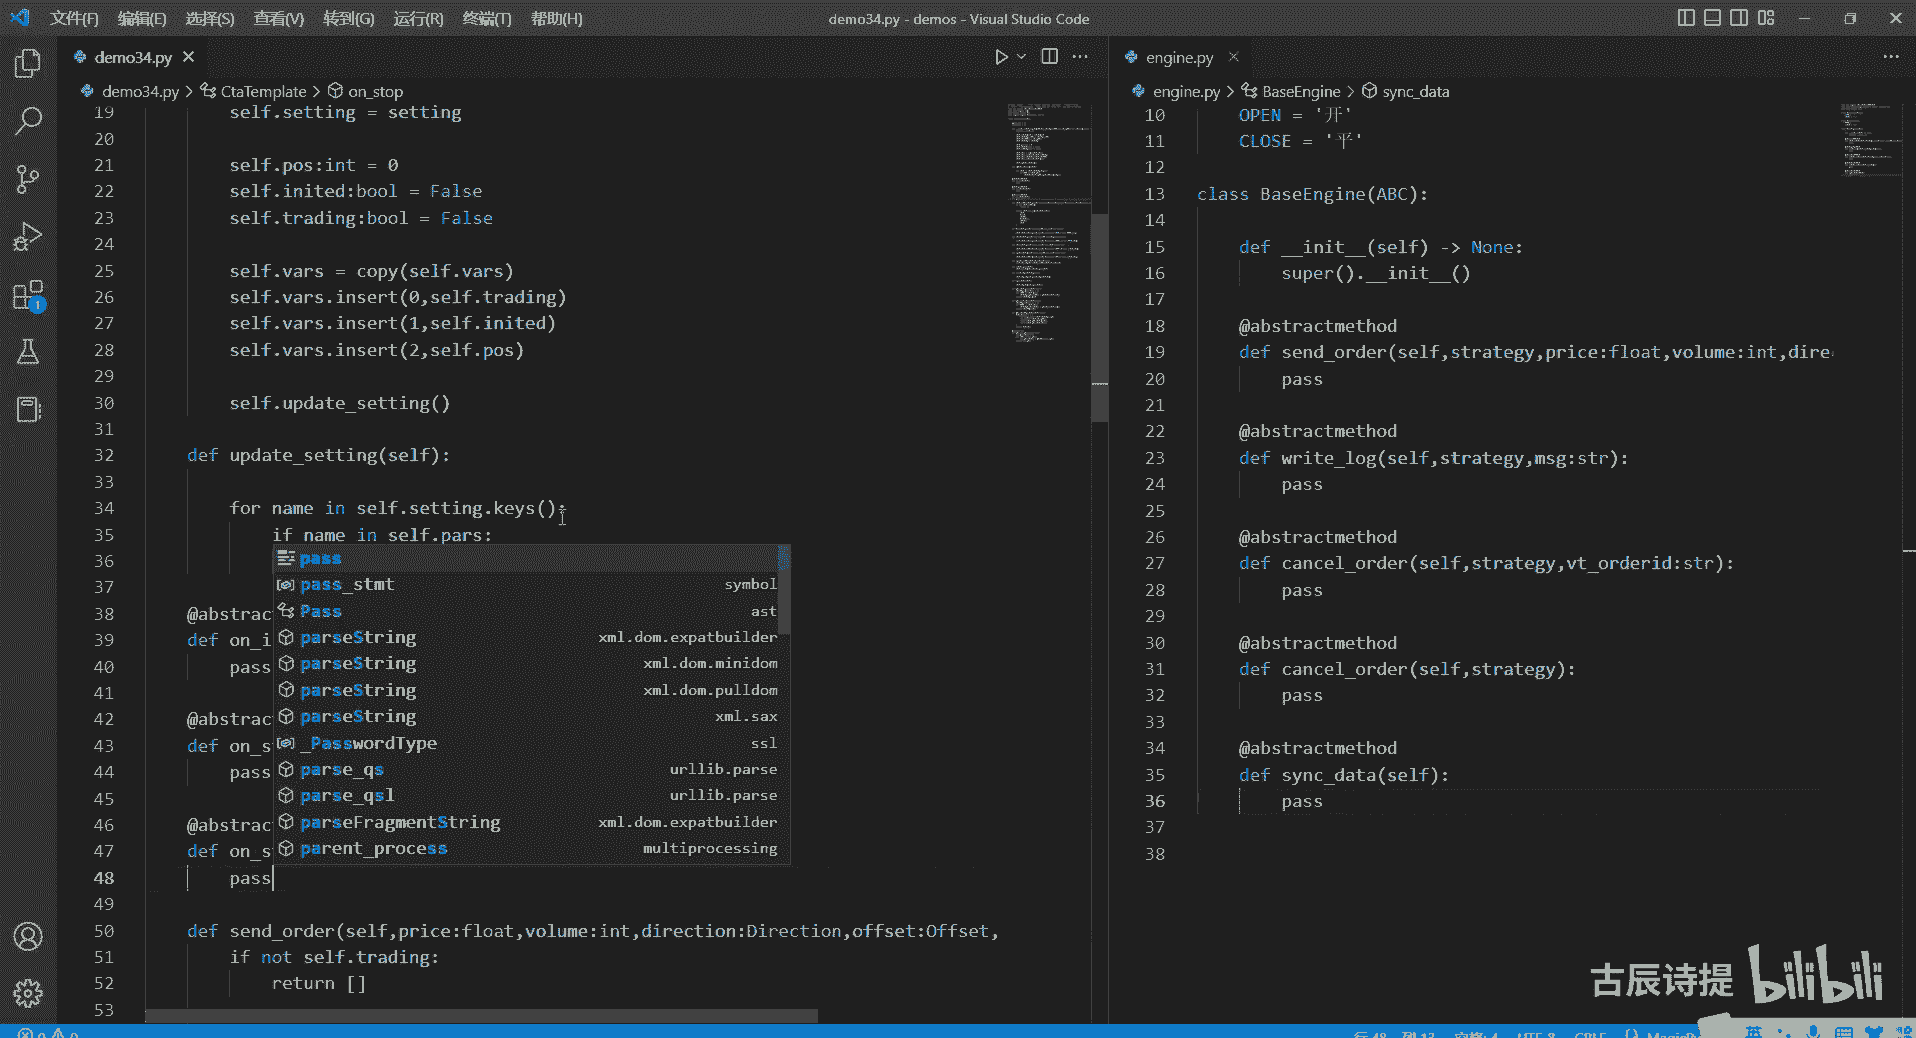 文件(F) 编辑(E) 选择(S) 查看(V) 转到(G) 运行(R) 终端(T) 帮助(H)
demo34.py - demos - Visual Studio Code
demo34.py
demo34.py > CtaTemplate > on_stop
19 self.setting = setting
20
21 self.pos:int = 0
22 self.inited:bool = False
23 self.trading:bool = False
24
25 self.vars = copy(self.vars)
26 self.vars.insert(0,self.trading)
27 self.vars.insert(1,self.inited)
28 self.vars.insert(2,self.pos)
29
30 self.update_setting()
31
32 def update_setting(self):
33
34 for name in self.setting.keys():
35 if name in self.pars:
36
37
38 @abstrac
39 def on_i
40 pass
41
42 @abstrac
43 def on_s
44 pass
45
46 @abstrac
47 def on_s
48 pass
49
50 def send_order(self,price:float,volume:int,direction:Direction,offset:Offset,
51 if not self.trading:
52 return []
53
pass
pass_stmt symbol
Pass ast
parseString xml.dom.expatbuilder
parseString xml.dom.minidom
parseString xml.dom.pulldom
parseString xml.sax
_PasswordType ssl
parse_qs urllib.parse
parse_qsl urllib.parse
parseFragmentString xml.dom.expatbuilder
parent_process multiprocessing
engine.py
engine.py > BaseEngine > sync_data
10 OPEN = '开'
11 CLOSE = '平'
12
13 class BaseEngine(ABC):
14
15 def __init__(self) -> None:
16 super().__init__()
17
18 @abstractmethod
19 def send_order(self,strategy,price:float,volume:int,dire
20 pass
21
22 @abstractmethod
23 def write_log(self,strategy,msg:str):
24 pass
25
26 @abstractmethod
27 def cancel_order(self,strategy,vt_orderid:str):
28 pass
29
30 @abstractmethod
31 def cancel_order(self,strategy):
32 pass
33
34 @abstractmethod
35 def sync_data(self):
36 pass
37
38
1
古辰诗提 bilibili
行 48, 列 13 空格: 4 UTF-8 CRLF
英